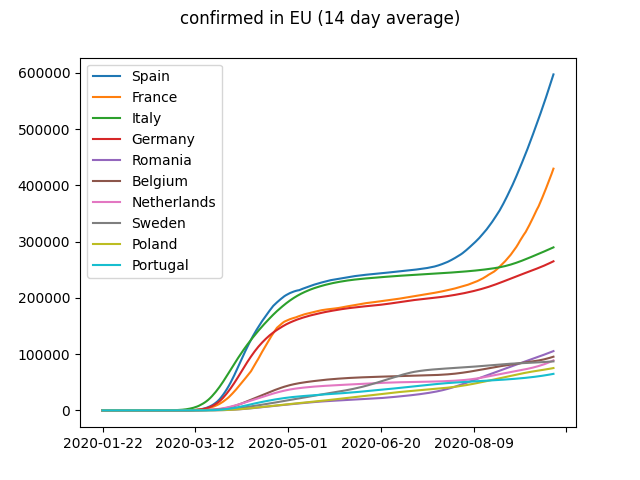 confirmed in EU (14 day average)
600000
500000
400000
300000
200000
100000
0
Spain
France
Italy
Germany
Romania
Belgium
Netherlands
Sweden
Poland
Portugal
2020-01-22 2020-03-12 2020-05-01 2020-06-20 2020-08-09